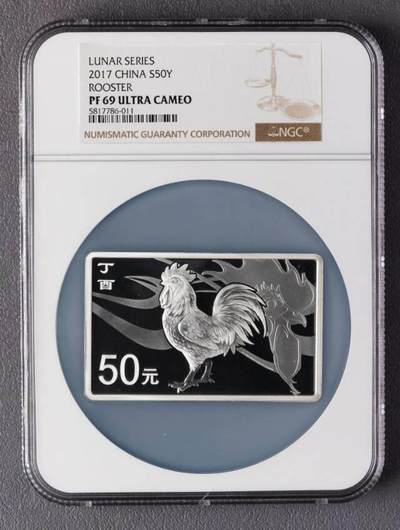 LUNAR SERIES
2017 CHINA S50Y
ROOSTER
PF 69 ULTRA CAMEO
5817786-011
NUMISMATIC GUARANTY CORPORATION
NGC®
丁
酉
50元